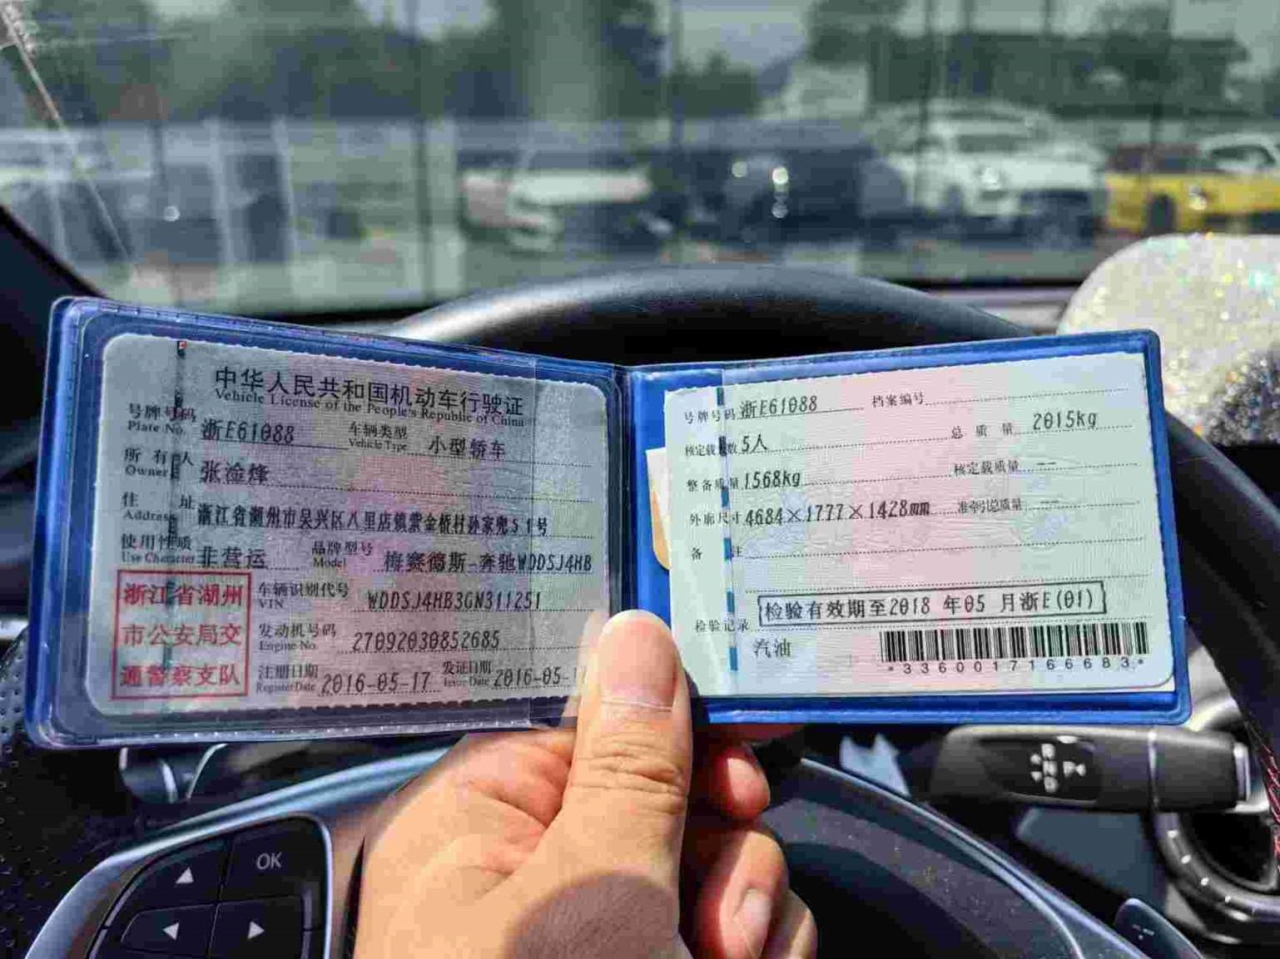 中华人民共和国机动车行驶证
Vehicle License of the People's Republic of China
号牌号码 浙E61088 车辆类型 小型轿车
Plate No. Vehicle Type
所有人 张淦烽
Owner
住址 浙江省湖州市吴兴区八里店镇紫金桥村孙家兜51号
Address
使用性质 非营运 品牌型号 梅赛德斯-奔驰WDDSJ4HB
Use Character Model
浙江省湖州
市公安局交
通警察支队
车辆识别代号 WDDSJ4HB3GN311251
VIN
发动机号码 27092030852685
Engine No.
注册日期 2016-05-17 发证日期 2016-05-1
Register Date Issue Date
号牌号码 浙E61088 档案编号
核定载人数 5人 总质量 2015kg
整备质量 1568kg 核定载质量 --
外廓尺寸 4684×1777×1428mm 准牵引总质量 --
备注
检验有效期至2018年05月浙E(01)
检验记录
汽油
*3360017166683*
OK
R
N
D
P